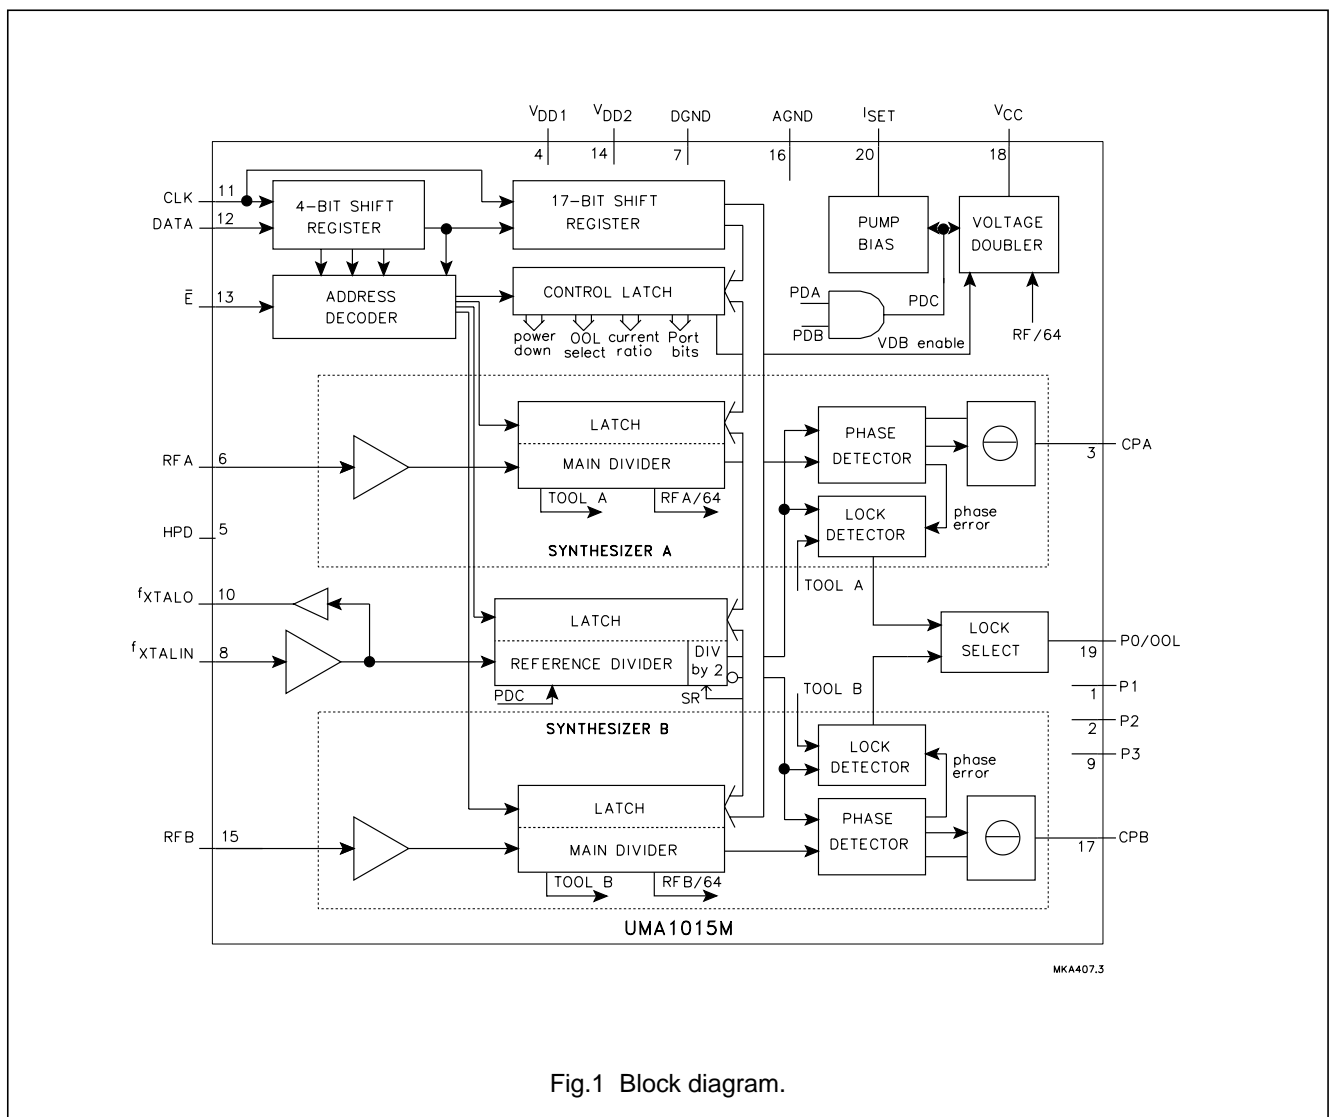 VDD1
VDD2
DGND
AGND
ISET
VCC
4
14
7
16
20
18
CLK
11
DATA
12
4-BIT SHIFT
REGISTER
17-BIT SHIFT
REGISTER
PUMP
BIAS
VOLTAGE
DOUBLER
E̅
13
ADDRESS
DECODER
CONTROL LATCH
PDA
PDB
PDC
VDB enable
RF/64
power
down
OOL
select
current
ratio
Port
bits
LATCH
MAIN DIVIDER
PHASE
DETECTOR
3
CPA
RFA
6
TOOL A
RFA/64
LOCK
DETECTOR
phase
error
HPD
5
SYNTHESIZER A
TOOL A
fXTALO
10
LATCH
LOCK
SELECT
P0/OOL
19
fXTALIN
8
REFERENCE DIVIDER
DIV
by 2
PDC
SR
TOOL B
P1
1
P2
2
P3
9
SYNTHESIZER B
LOCK
DETECTOR
phase
error
LATCH
MAIN DIVIDER
PHASE
DETECTOR
CPB
17
RFB
15
TOOL B
RFB/64
UMA1015M
MKA407.3
Fig.1 Block diagram.